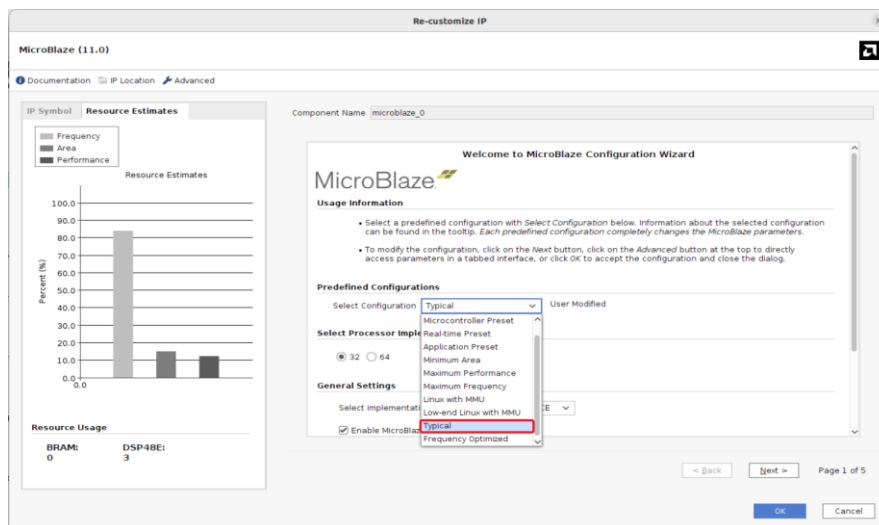 Re-customize IP
MicroBlaze (11.0)
Documentation IP Location Advanced
IP Symbol Resource Estimates
Frequency
Area
Performance
Resource Estimates
100.0
90.0
80.0
70.0
60.0
50.0
40.0
30.0
20.0
10.0
0.0
0.0
Percent (%)
Resource Usage
BRAM: DSP48E:
0 3
Component Name microblaze_0
Welcome to MicroBlaze Configuration Wizard
MicroBlaze
Usage Information
• Select a predefined configuration with Select Configuration below. Information about the selected configuration
can be found in the tooltip. Each predefined configuration completely changes the MicroBlaze parameters.
• To modify the configuration, click on the Next button, click on the Advanced button at the top to directly
access parameters in a tabbed interface, or click OK to accept the configuration and close the dialog.
Predefined Configurations
Select Configuration Typical User Modified
Microcontroller Preset
Real-time Preset
Application Preset
Minimum Area
Maximum Performance
Maximum Frequency
Linux with MMU
Low-end Linux with MMU
Typical
Frequency Optimized
Select Processor
32 64
General Settings
Select
Enable
< Back Next > Page 1 of 5
OK Cancel